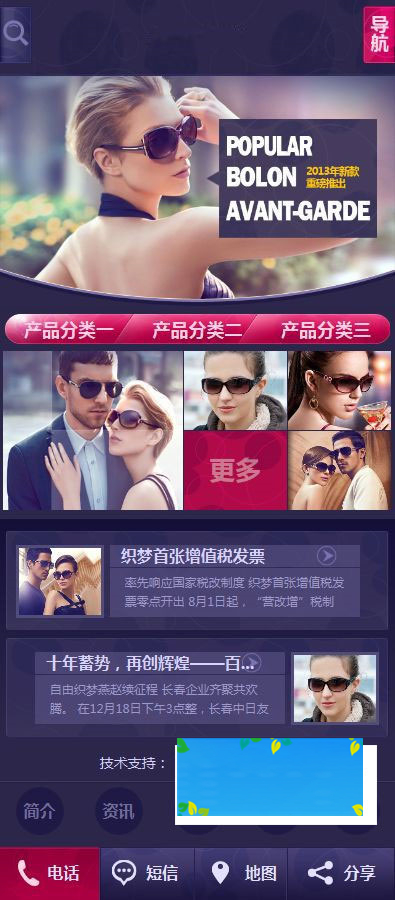 导航
POPULAR
BOLON 2013年新款
重磅推出
AVANT-GARDE
产品分类一 产品分类二 产品分类三
更多
织梦首张增值税发票
率先响应国家税改制度 织梦首张增值税发
票零点开出 8月1日起，“营改增”税制
十年蓄势，再创辉煌——百...
自由织梦燕赵续征程 长春企业齐聚共欢
腾。 在12月18日下午3点整，长春中日友
技术支持：
简介 资讯
电话 短信 地图 分享